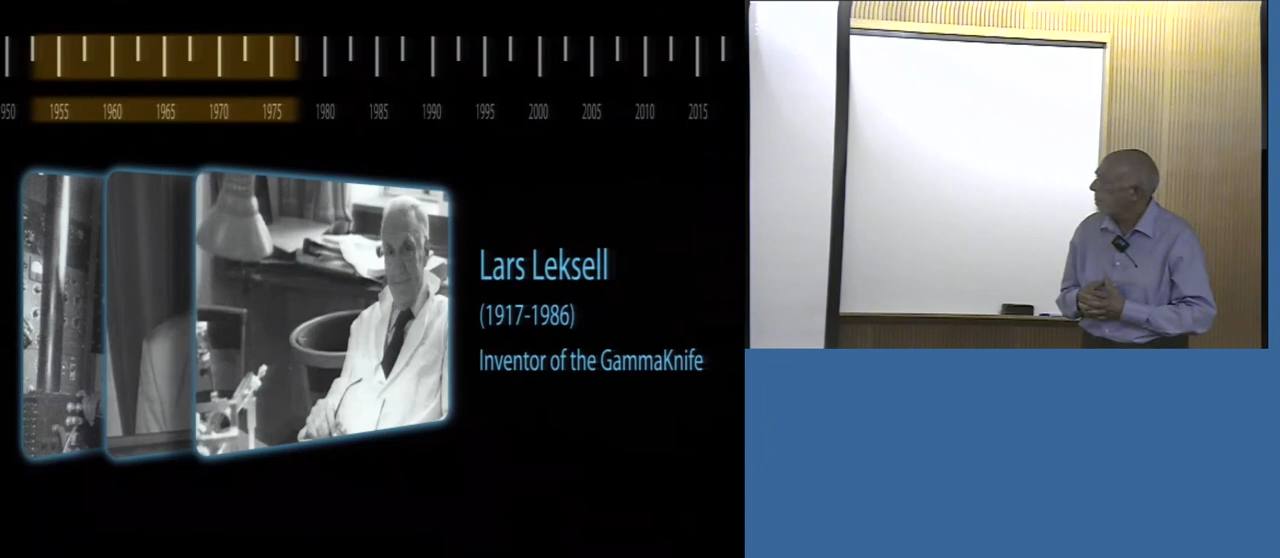 950 1955 1960 1965 1970 1975 1980 1985 1990 1995 2000 2005 2010 2015
Lars Leksell
(1917-1986)
Inventor of the GammaKnife